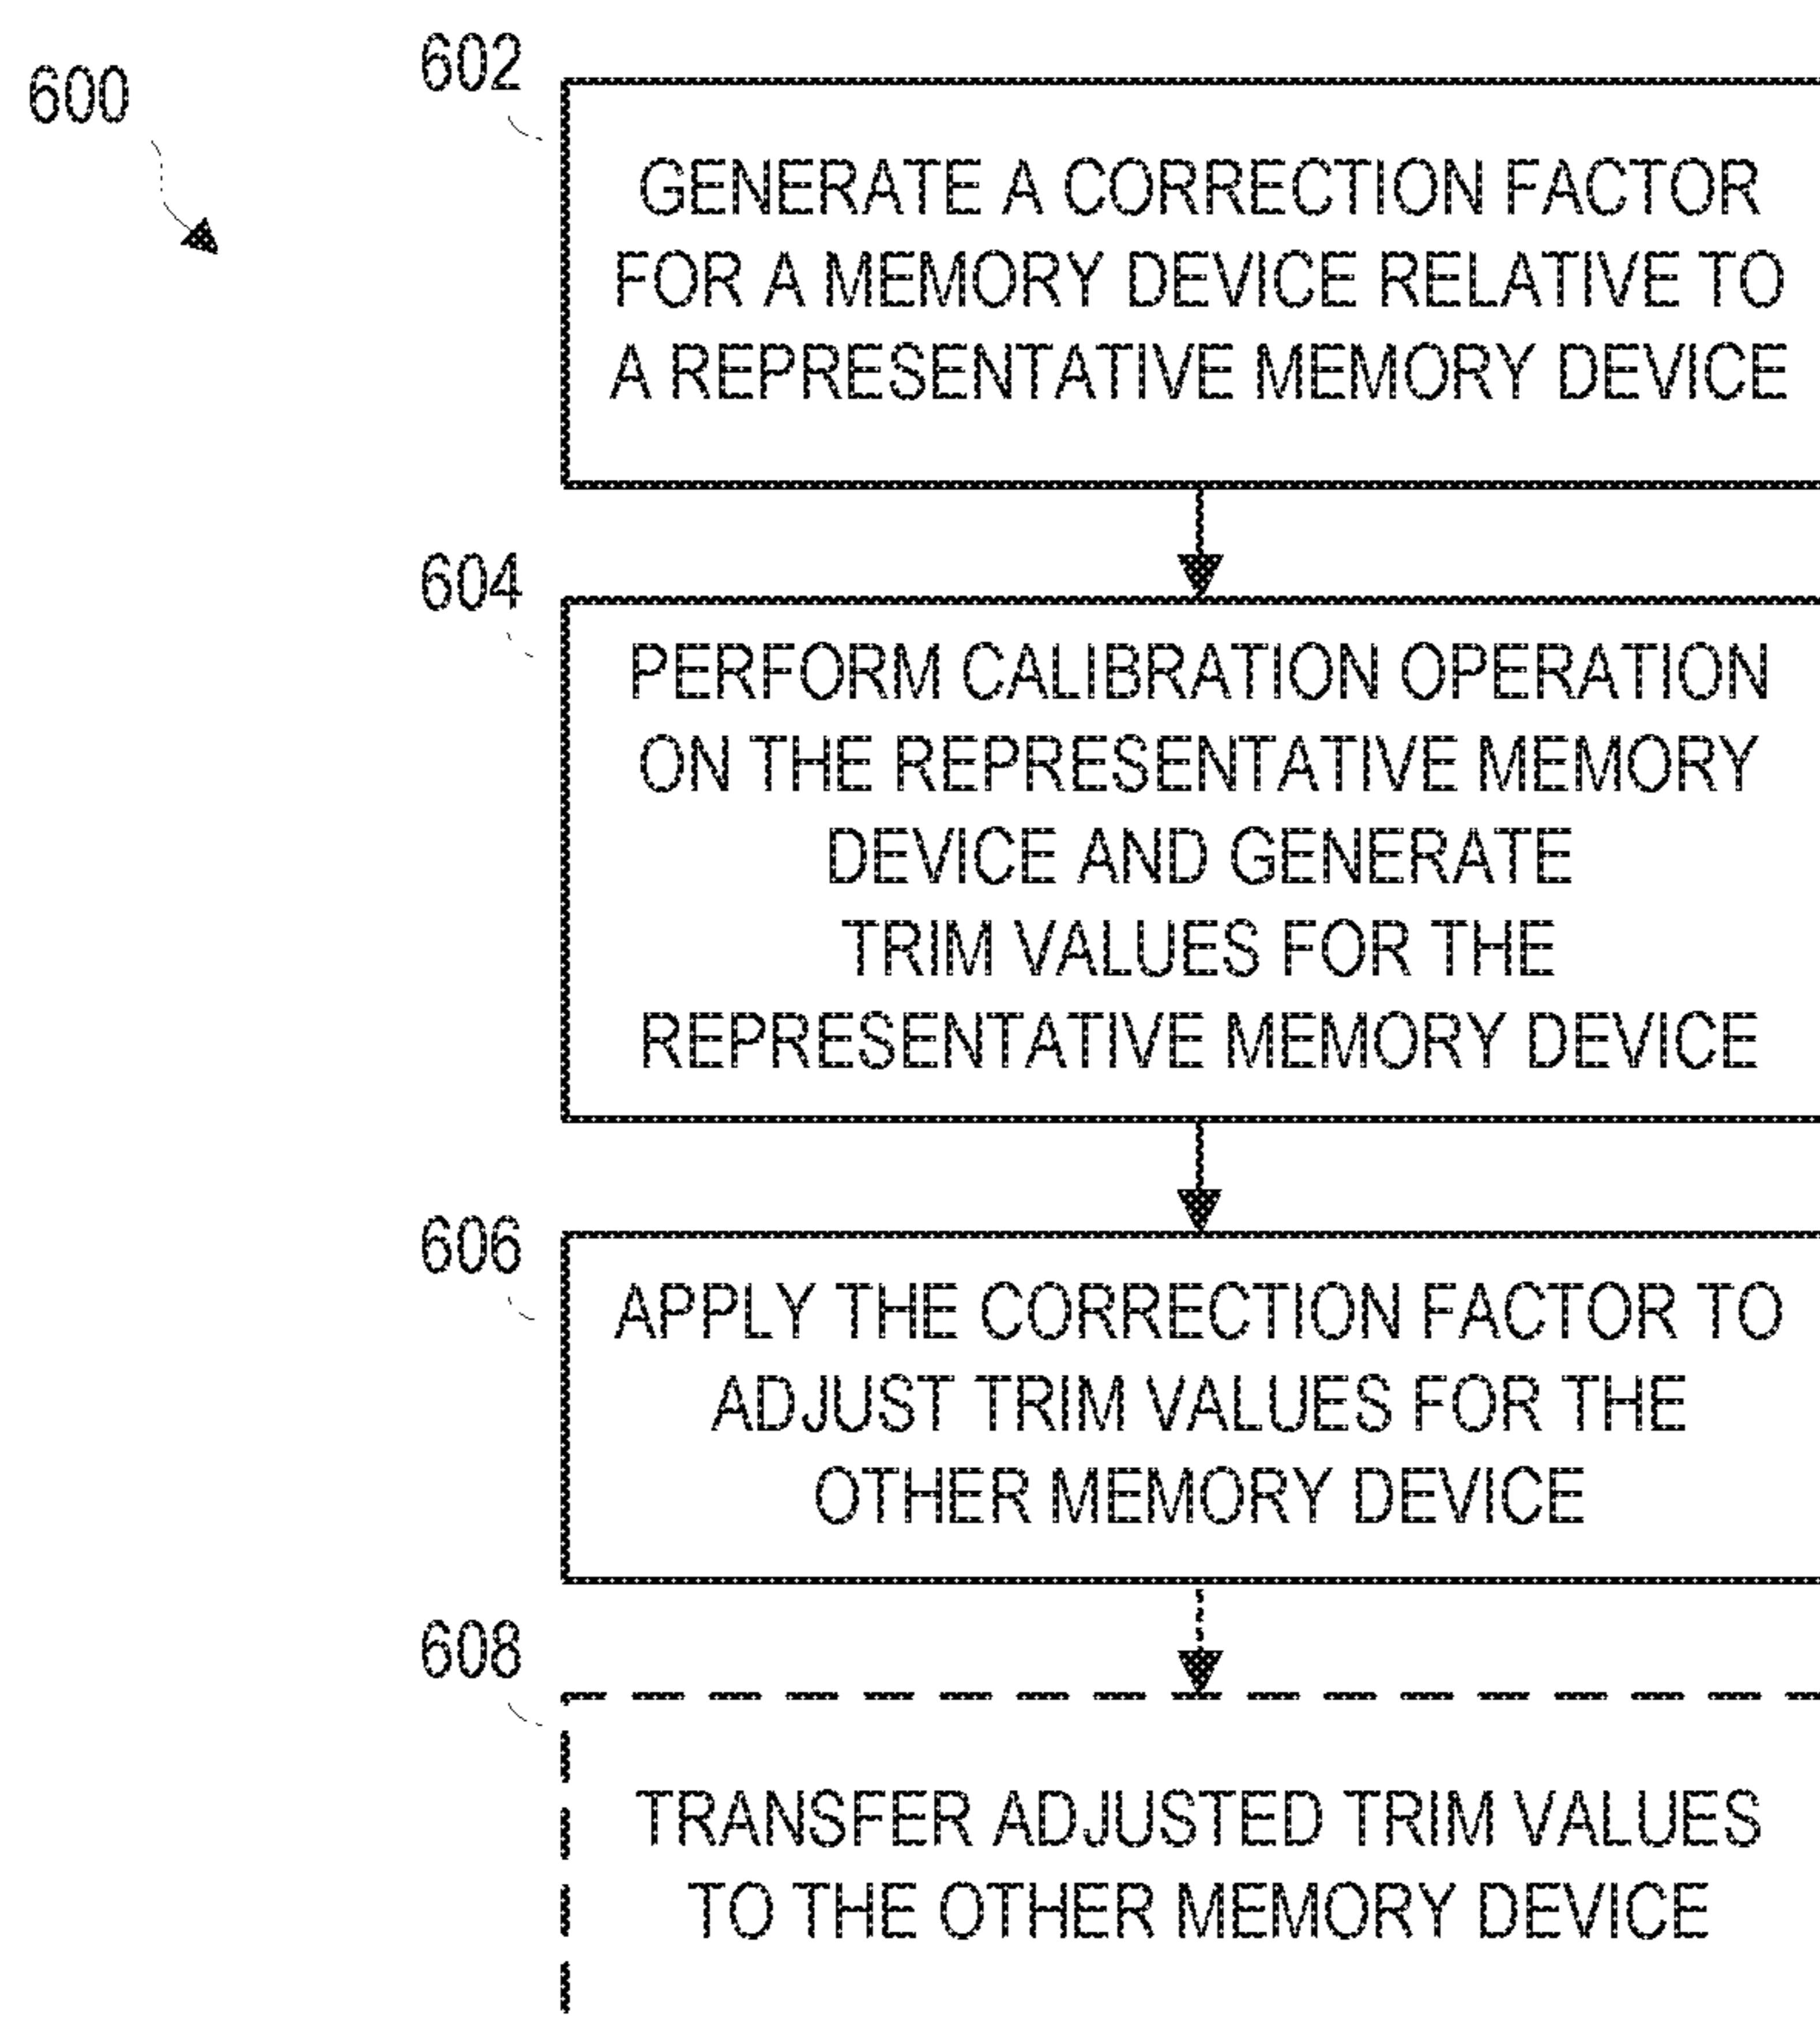 600
602
GENERATE A CORRECTION FACTOR
FOR A MEMORY DEVICE RELATIVE TO
A REPRESENTATIVE MEMORY DEVICE
604
PERFORM CALIBRATION OPERATION
ON THE REPRESENTATIVE MEMORY
DEVICE AND GENERATE
TRIM VALUES FOR THE
REPRESENTATIVE MEMORY DEVICE
606
APPLY THE CORRECTION FACTOR TO
ADJUST TRIM VALUES FOR THE
OTHER MEMORY DEVICE
608
TRANSFER ADJUSTED TRIM VALUES
TO THE OTHER MEMORY DEVICE